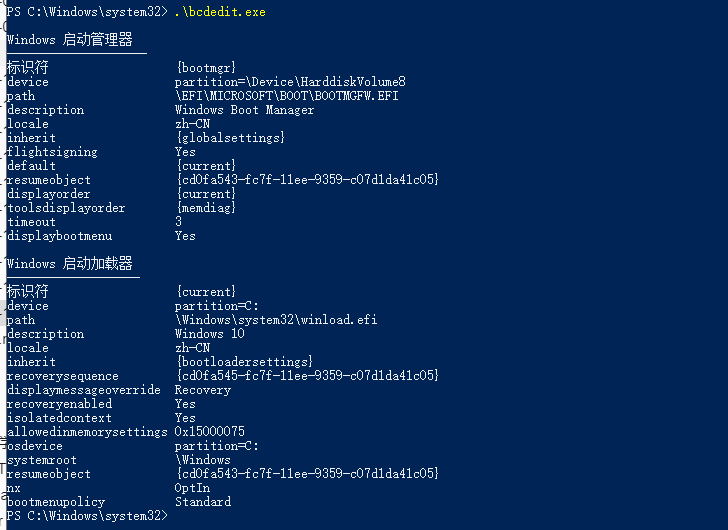 PS C:\Windows\system32> .\bcdedit.exe
Windows 启动管理器
--------------------
标识符                  {bootmgr}
device                  partition=\Device\HarddiskVolume8
path                    \EFI\MICROSOFT\BOOT\BOOTMGFW.EFI
description             Windows Boot Manager
locale                  zh-CN
inherit                 {globalsettings}
flightsigning           Yes
default                 {current}
resumeobject            {cd0fa543-fc7f-11ee-9359-c07d1da41c05}
displayorder            {current}
toolsdisplayorder       {memdiag}
timeout                 3
displaybootmenu         Yes
Windows 启动加载器
-------------------
标识符                  {current}
device                  partition=C:
path                    \Windows\system32\winload.efi
description             Windows 10
locale                  zh-CN
inherit                 {bootloadersettings}
recoverysequence        {cd0fa545-fc7f-11ee-9359-c07d1da41c05}
displaymessageoverride  Recovery
recoveryenabled         Yes
isolatedcontext         Yes
allowedinmemorysettings 0x15000075
osdevice                partition=C:
systemroot              \Windows
resumeobject            {cd0fa543-fc7f-11ee-9359-c07d1da41c05}
nx                      OptIn
bootmenupolicy          Standard
PS C:\Windows\system32>